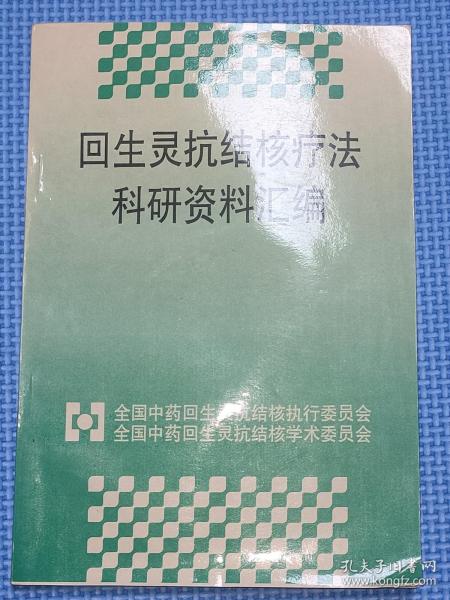 回生灵抗结核疗法
科研资料汇编
全国中药回生灵抗结核执行委员会
全国中药回生灵抗结核学术委员会
孔夫子旧书网
www.kongfz.com